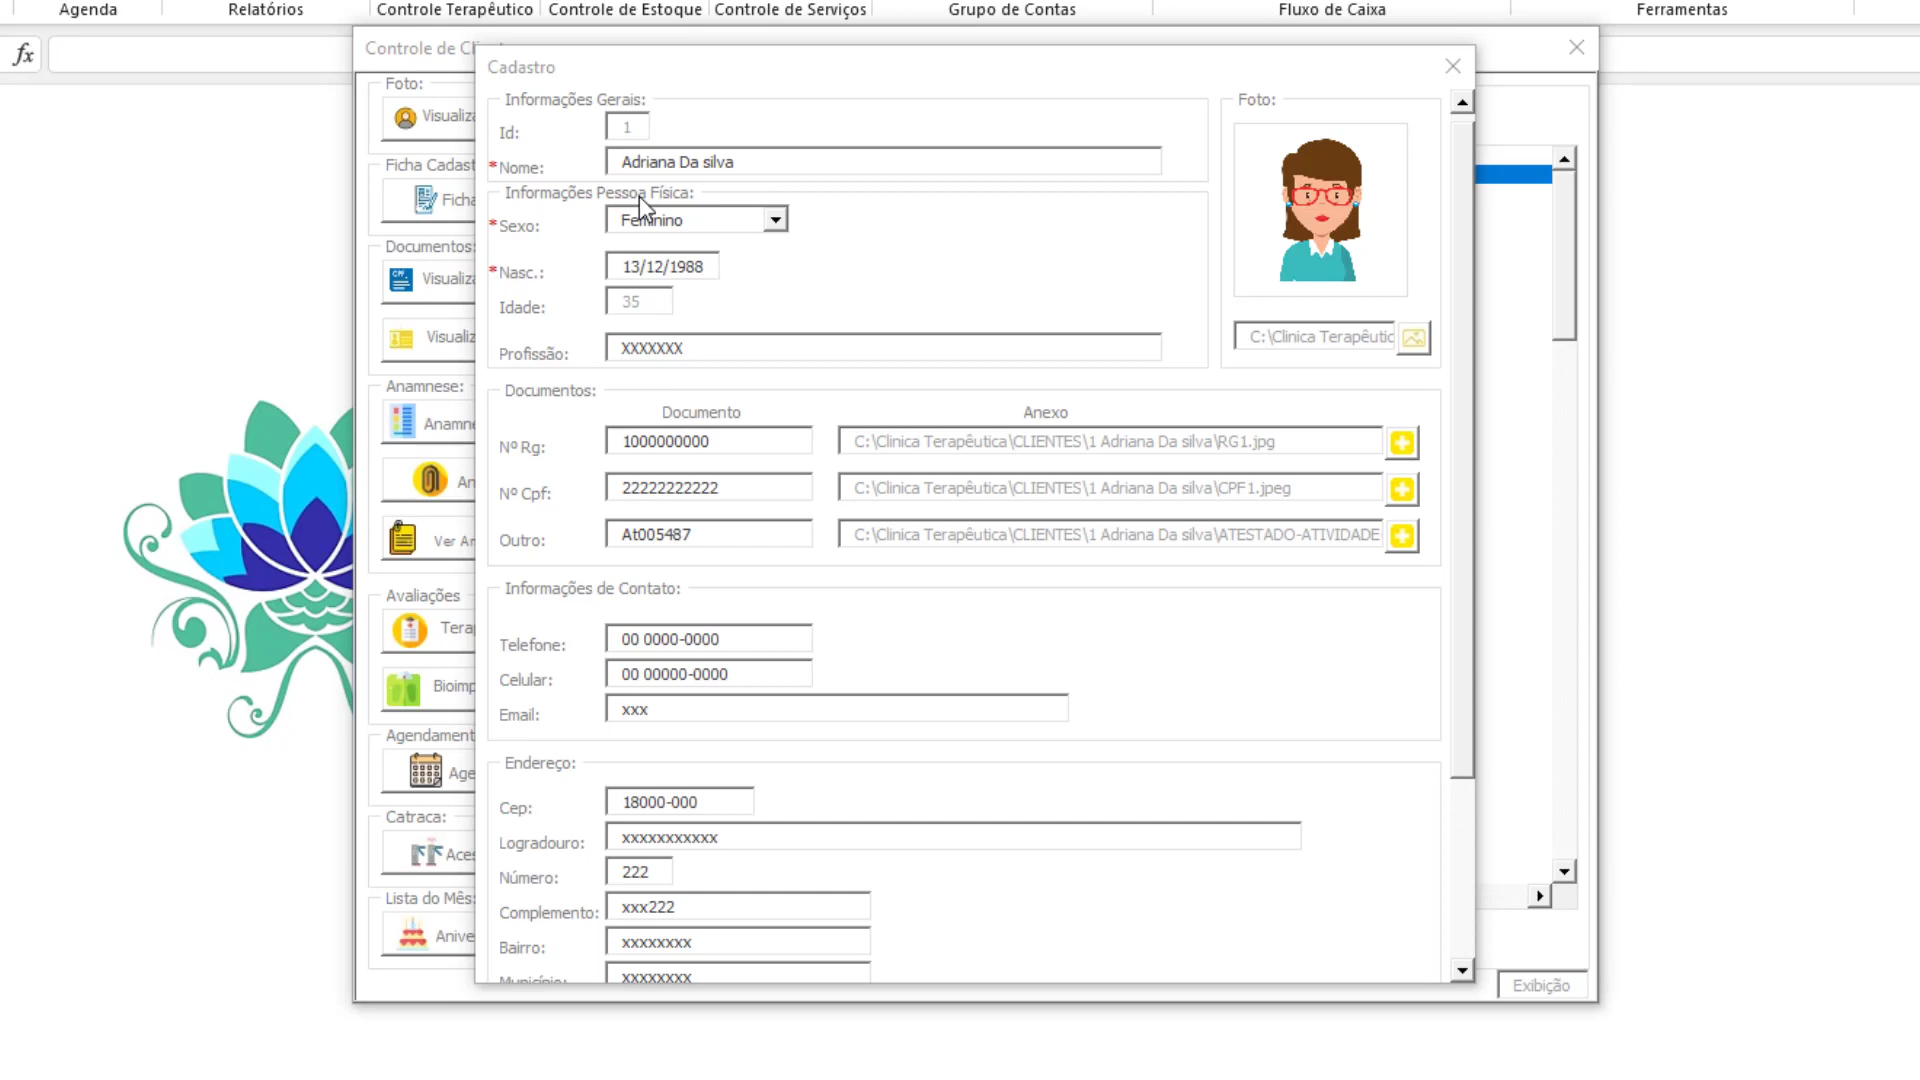 Agenda Relatórios Controle Terapêutico Controle de Estoque Controle de Serviços Grupo de Contas Fluxo de Caixa Ferramentas
fx
Controle de Cli
Foto:
Visualiza
Ficha Cadast
Ficha
Documentos:
Visualiza
Visualiz
Anamnese:
Anamne
An
Ver An
Avaliações
Tera
Bioimp
Agendament
Age
Catraca:
Aces
Lista do Mês:
Anive
Exibição
Cadastro
Informações Gerais:
Id: 1
*Nome: Adriana Da silva
Informações Pessoa Física:
*Sexo: Feminino
*Nasc.: 13/12/1988
Idade: 35
Profissão: XXXXXXX
Foto:
C:\Clinica Terapêutic
Documentos:
Documento Anexo
Nº Rg: 1000000000 C:\Clinica Terapêutica\CLIENTES\1 Adriana Da silva\RG1.jpg
Nº Cpf: 22222222222 C:\Clinica Terapêutica\CLIENTES\1 Adriana Da silva\CPF1.jpeg
Outro: At005487 C:\Clinica Terapêutica\CLIENTES\1 Adriana Da silva\ATESTADO-ATIVIDADE
Informações de Contato:
Telefone: 00 0000-0000
Celular: 00 00000-0000
Email: xxx
Endereço:
Cep: 18000-000
Logradouro: xxxxxxxxxxx
Número: 222
Complemento: xxx222
Bairro: xxxxxxxx
Município: xxxxxxxx